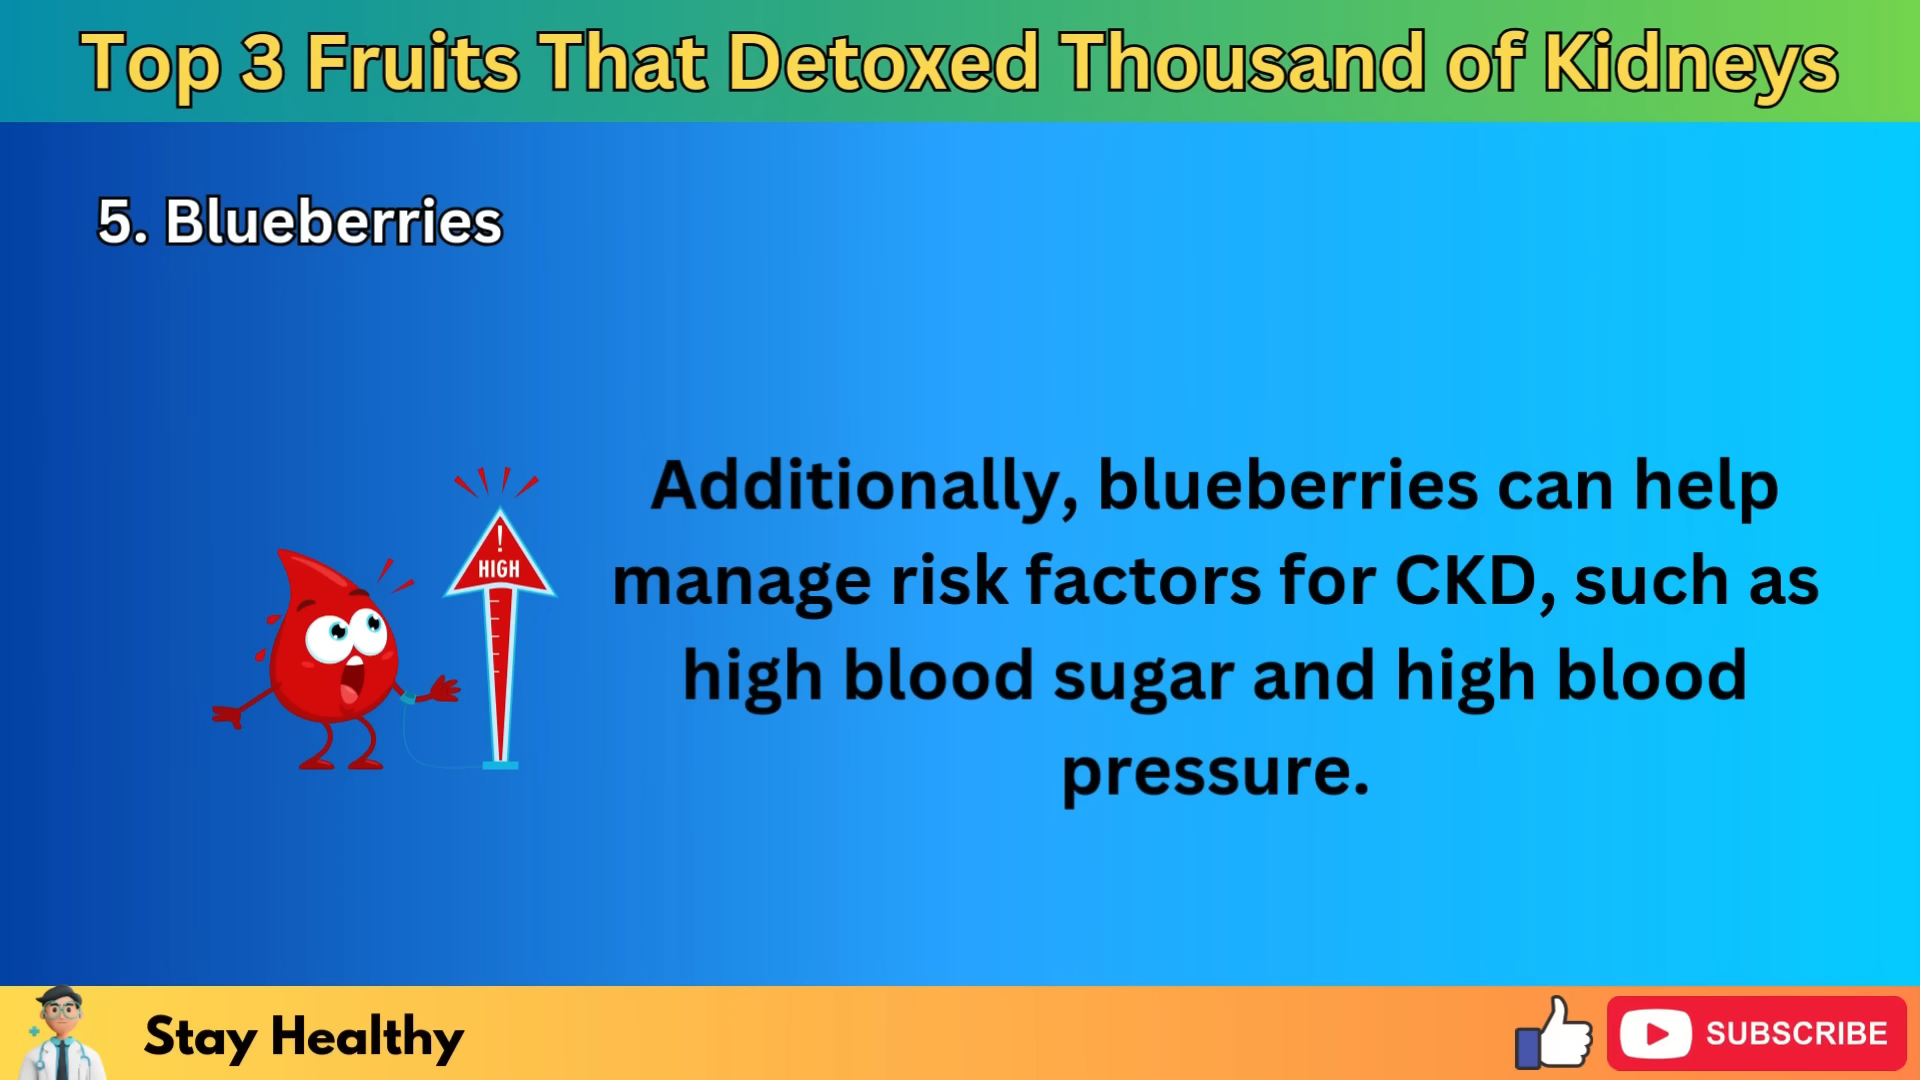 Top 3 Fruits That Detoxed Thousand of Kidneys
5. Blueberries
!
HIGH
Additionally, blueberries can help
manage risk factors for CKD, such as
high blood sugar and high blood
pressure.
Stay Healthy
SUBSCRIBE